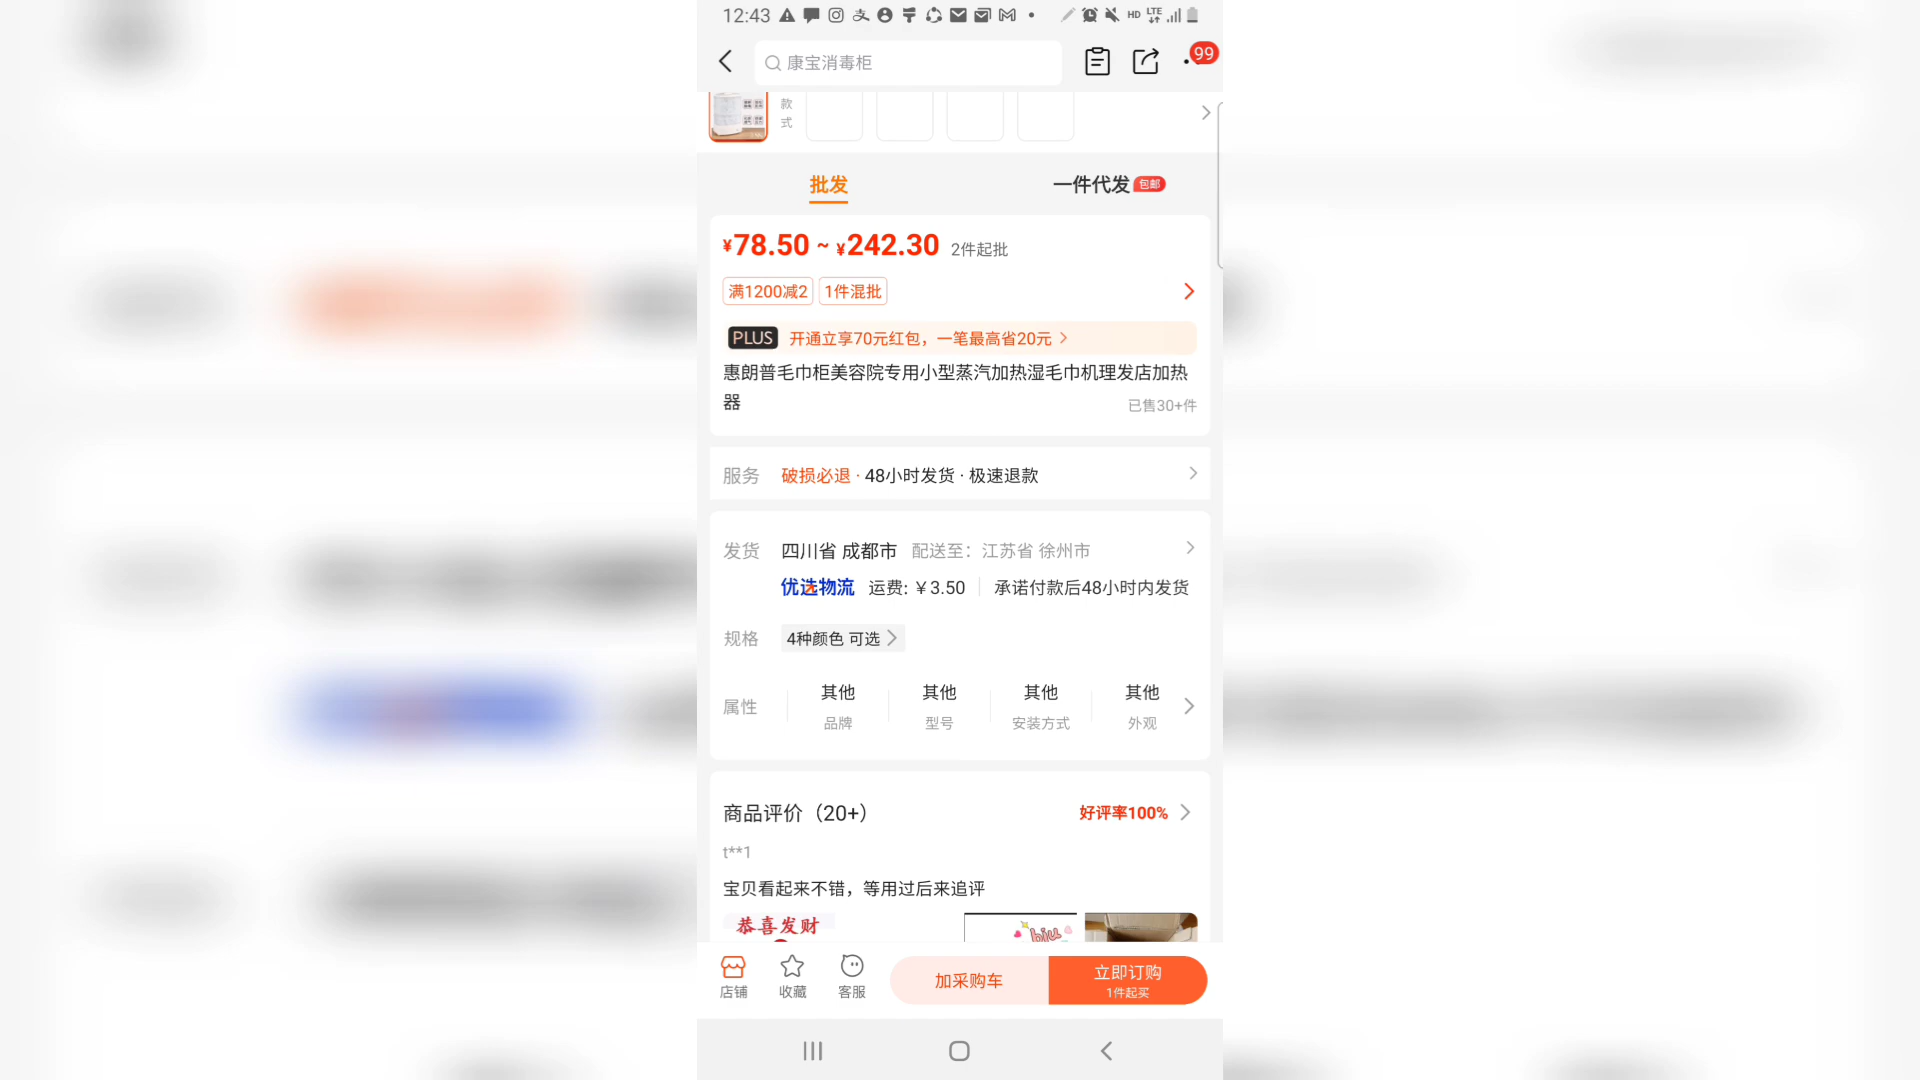 12:43 HD LTE
康宝消毒柜
99
款
式
批发
一件代发 包邮
¥78.50 ~ ¥242.30 2件起批
满1200减2 1件混批
PLUS 开通立享70元红包，一笔最高省20元
惠朗普毛巾柜美容院专用小型蒸汽加热湿毛巾机理发店加热
器
已售30+件
服务 破损必退 · 48小时发货 · 极速退款
发货 四川省 成都市 配送至：江苏省 徐州市
优选物流 运费: ¥3.50 承诺付款后48小时内发货
规格 4种颜色 可选
属性
其他 其他 其他 其他
品牌 型号 安装方式 外观
商品评价（20+） 好评率100%
t**1
宝贝看起来不错，等用过后来追评
恭喜发财
biu
店铺 收藏 客服
加采购车
立即订购
1件起买